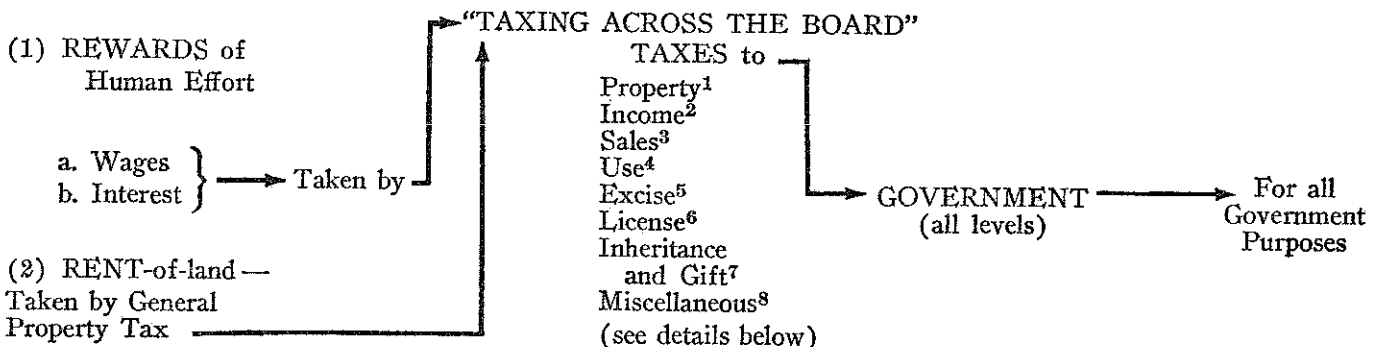 "TAXING ACROSS THE BOARD"
(1) REWARDS of
Human Effort
a. Wages
b. Interest
Taken by
(2) RENT-of-land—
Taken by General
Property Tax
TAXES to
Property¹
Income²
Sales³
Use⁴
Excise⁵
License⁶
Inheritance
and Gift⁷
Miscellaneous⁸
(see details below)
GOVERNMENT
(all levels)
For all
Government
Purposes